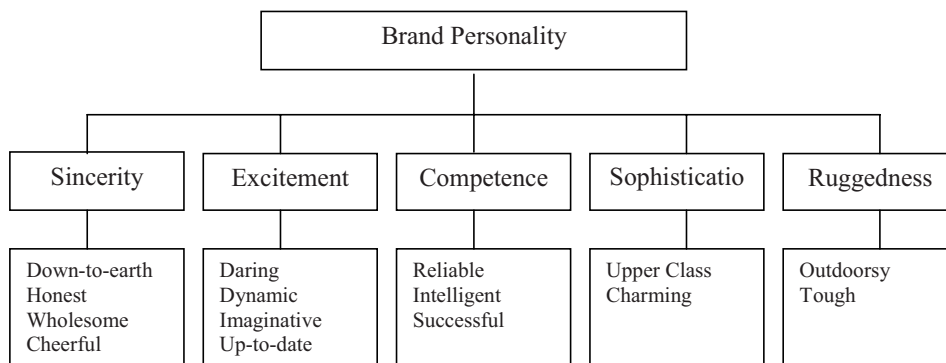 Brand Personality
Sincerity
Excitement
Competence
Sophisticatio
Ruggedness
Down-to-earth
Honest
Wholesome
Cheerful
Daring
Dynamic
Imaginative
Up-to-date
Reliable
Intelligent
Successful
Upper Class
Charming
Outdoorsy
Tough